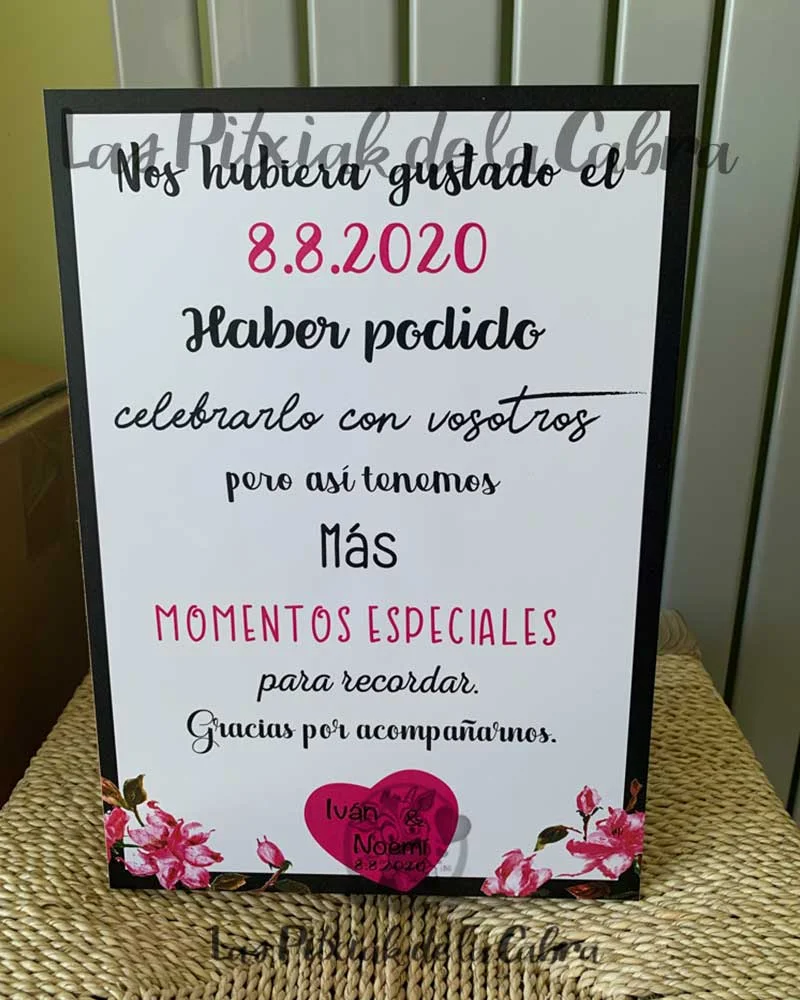 Las Pitxiak de la Cabra
Nos hubiera gustado el
8.8.2020
Haber podido
celebrarlo con vosotros
pero así tenemos
Más
MOMENTOS ESPECIALES
para recordar.
Gracias por acompañarnos.
Iván
&
Noemí
8.8.2020
Las Pitxiak de la Cabra